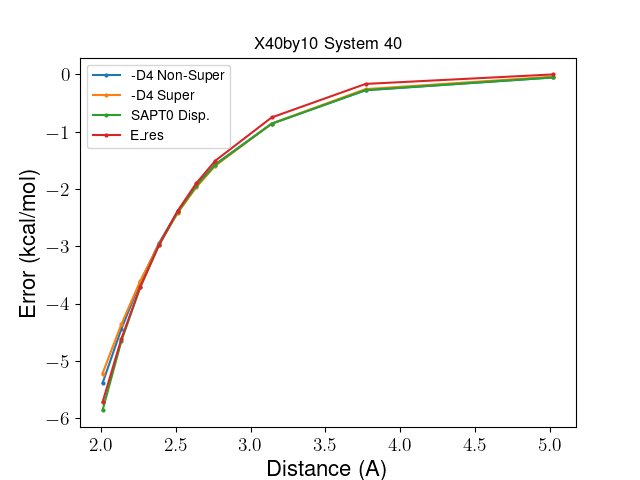 X40by10 System 40
-D4 Non-Super
-D4 Super
SAPT0 Disp.
E_res
Error (kcal/mol)
0
−1
−2
−3
−4
−5
−6
2.0 2.5 3.0 3.5 4.0 4.5 5.0
Distance (A)